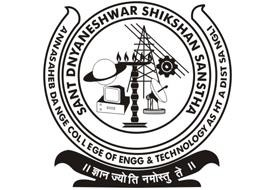 SANT DNYANESHWAR SHIKSHAN SANSTHA
ANNASAHEB DANGE COLLEGE OF ENGG & TECHNOLOGY ASHTA DIST SANGLI
॥ ज्ञान ज्योति नमोस्तु ते ॥